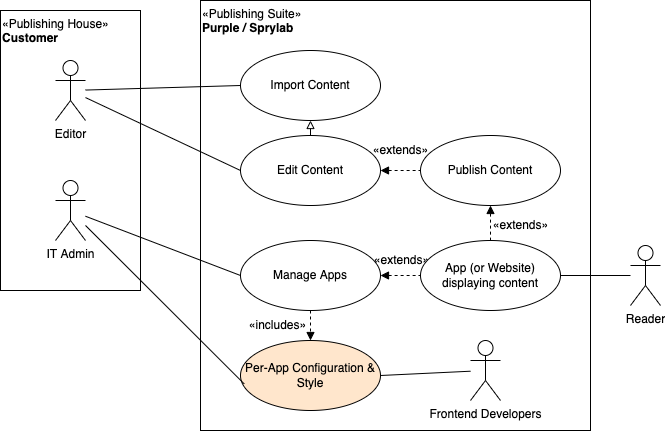 «Publishing House»
Customer
«Publishing Suite»
Purple / Sprylab
Editor
Import Content
Edit Content
«extends»
Publish Content
«extends»
IT Admin
Manage Apps
«extends»
App (or Website)
displaying content
Reader
«includes»
Per-App Configuration &
Style
Frontend Developers